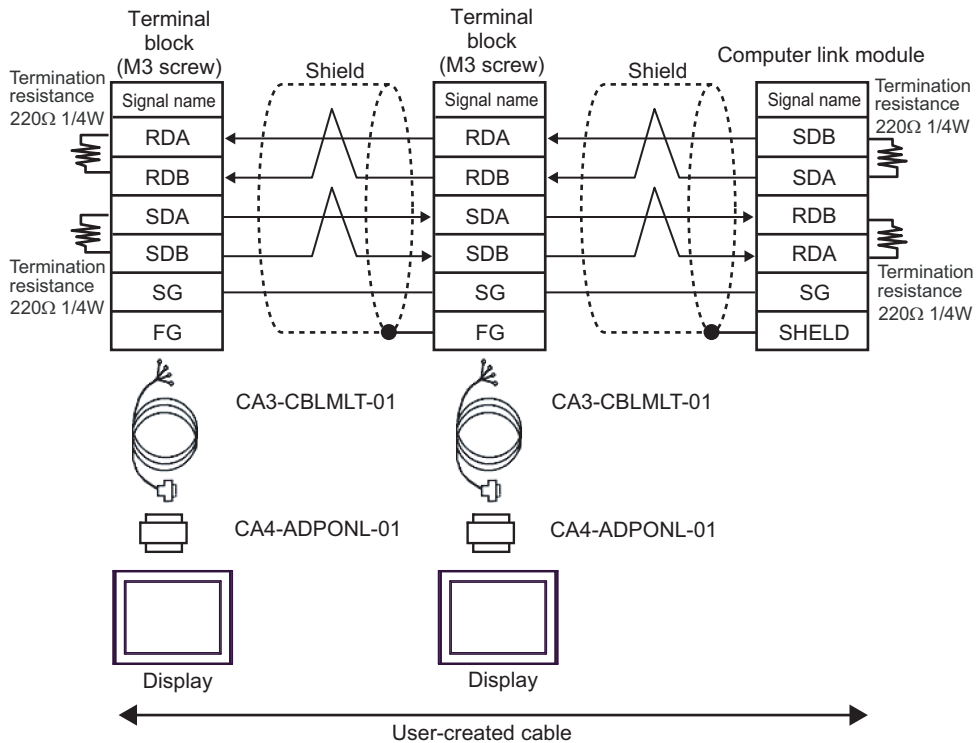 Terminal
block
(M3 screw)
Terminal
block
(M3 screw)
Computer link module
Termination
resistance
220Ω 1/4W
Shield
Shield
Termination
resistance
220Ω 1/4W
Signal name
RDA
RDB
SDA
SDB
SG
FG
Signal name
RDA
RDB
SDA
SDB
SG
FG
Signal name
SDB
SDA
RDB
RDA
SG
SHELD
Termination
resistance
220Ω 1/4W
Termination
resistance
220Ω 1/4W
CA3-CBLMLT-01
CA3-CBLMLT-01
CA4-ADPONL-01
CA4-ADPONL-01
Display
Display
User-created cable